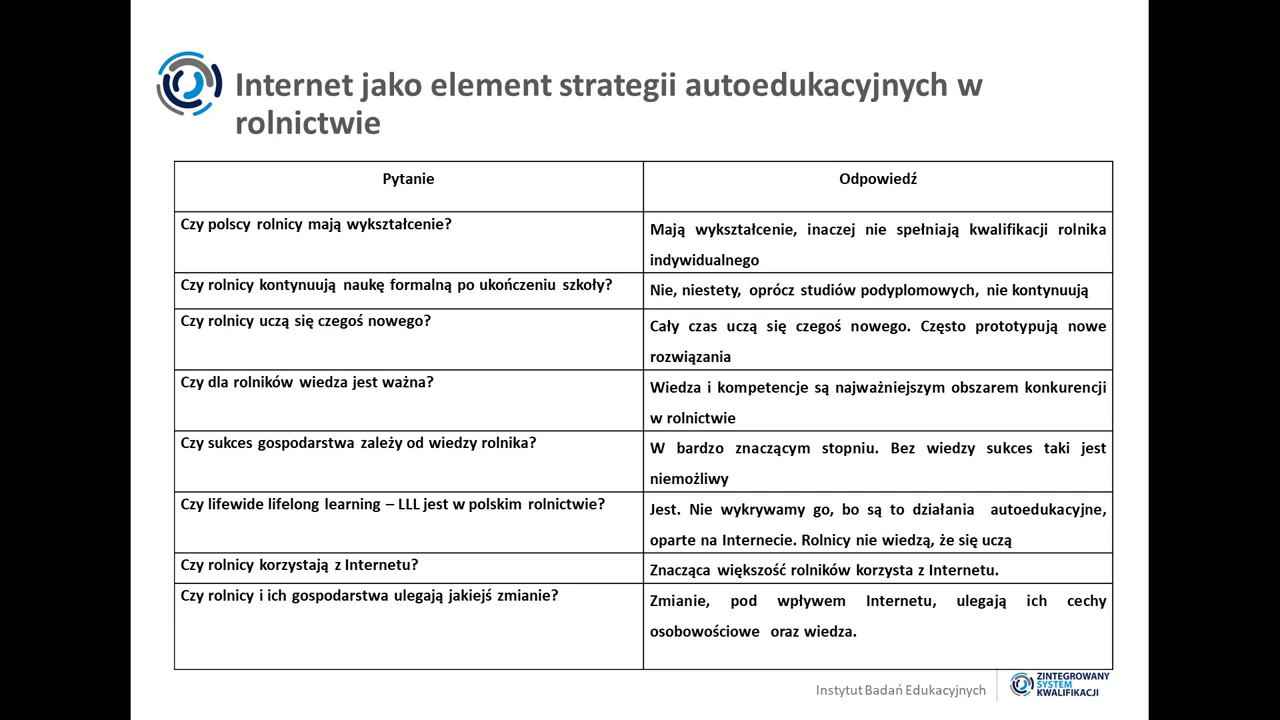 Internet jako element strategii autoedukacyjnych w
rolnictwie
Pytanie
Odpowiedź
Czy polscy rolnicy mają wykształcenie?
Mają wykształcenie, inaczej nie spełniają kwalifikacji rolnika
indywidualnego
Czy rolnicy kontynuują naukę formalną po ukończeniu szkoły?
Nie, niestety, oprócz studiów podyplomowych, nie kontynuują
Czy rolnicy uczą się czegoś nowego?
Cały czas uczą się czegoś nowego. Często prototypują nowe
rozwiązania
Czy dla rolników wiedza jest ważna?
Wiedza i kompetencje są najważniejszym obszarem konkurencji
w rolnictwie
Czy sukces gospodarstwa zależy od wiedzy rolnika?
W bardzo znaczącym stopniu. Bez wiedzy sukces taki jest
niemożliwy
Czy lifewide lifelong learning – LLL jest w polskim rolnictwie?
Jest. Nie wykrywamy go, bo są to działania autoedukacyjne,
oparte na Internecie. Rolnicy nie wiedzą, że się uczą
Czy rolnicy korzystają z Internetu?
Znacząca większość rolników korzysta z Internetu.
Czy rolnicy i ich gospodarstwa ulegają jakiejś zmianie?
Zmianie, pod wpływem Internetu, ulegają ich cechy
osobowościowe oraz wiedza.
Instytut Badań Edukacyjnych
ZINTEGROWANY
SYSTEM
KWALIFIKACJI